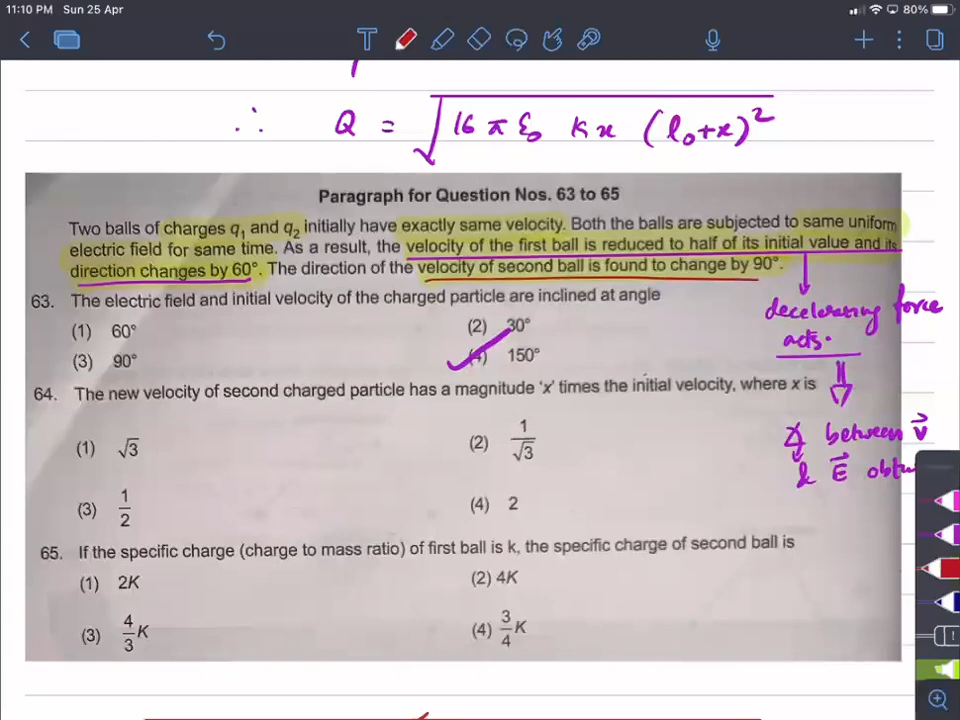 11:10 PM Sun 25 Apr
80%
∴ Q = √(16 π ε₀ K x (l₀+x)²)
Paragraph for Question Nos. 63 to 65
Two balls of charges q₁ and q₂ initially have exactly same velocity. Both the balls are subjected to same uniform
electric field for same time. As a result, the velocity of the first ball is reduced to half of its initial value and its
direction changes by 60°. The direction of the velocity of second ball is found to change by 90°.
63. The electric field and initial velocity of the charged particle are inclined at angle
(1) 60°
(2) 30°
(3) 90°
(4) 150°
decelerating force
acts.
64. The new velocity of second charged particle has a magnitude ‘x’ times the initial velocity, where x is
(1) √3
(2) 1/√3
(3) 1/2
(4) 2
∡ between v⃗
& E⃗
65. If the specific charge (charge to mass ratio) of first ball is k, the specific charge of second ball is
(1) 2K
(2) 4K
(3) 4/3 K
(4) 3/4 K